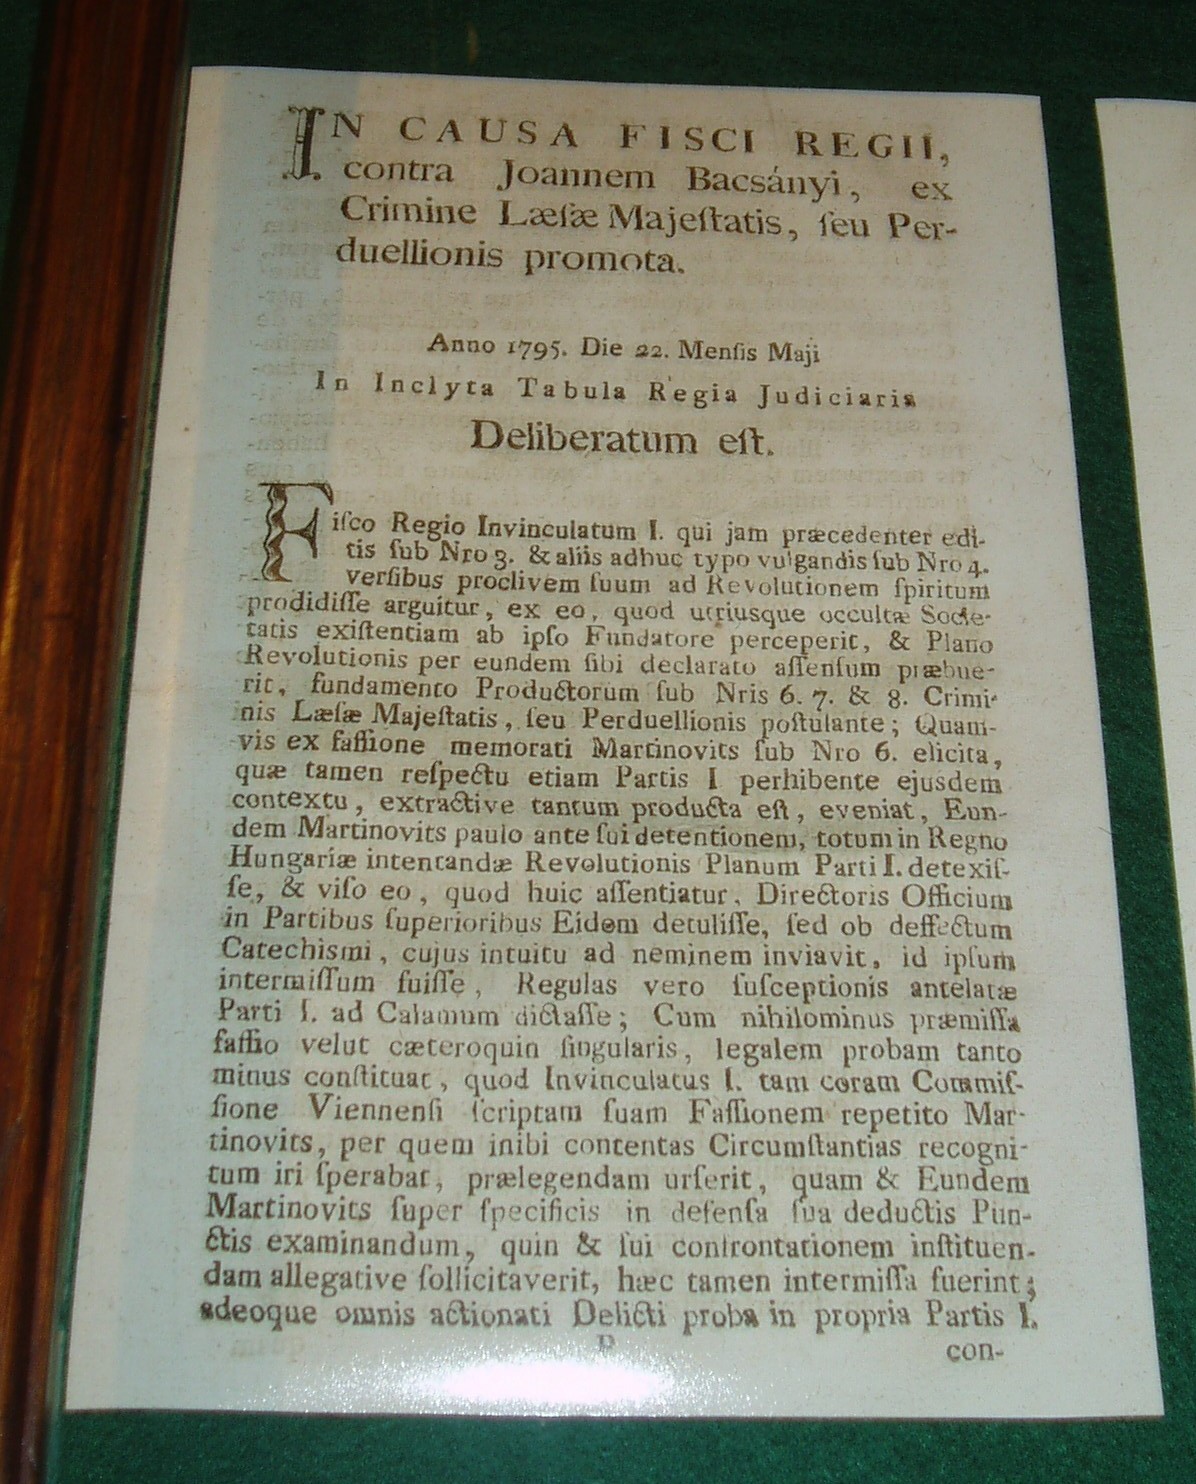 IN CAUSA FISCI REGII,
contra Joannem Bacsányi, ex
Crimine Læſæ Majeſtatis, ſeu Per-
duellionis promota.
Anno 1795. Die 22. Menſis Maji
In Inclyta Tabula Regia Judiciaria
Deliberatum eſt.
Fiſco Regio Invinculatum I. qui jam præcedenter edi-
tis ſub Nro 3. & aliis adhuc typo vulgandis ſub Nro 4.
verſibus proclivem ſuum ad Revolutionem ſpiritum
prodidiſſe arguitur, ex eo, quod utriusque occultæ Socie-
tatis exiſtentiam ab ipſo Fundatore perceperit, & Plano
Revolutionis per eundem ſibi declarato aſſenſum præbue-
rit, fundamento Productorum ſub Nris 6. 7. & 8. Crimi-
nis Læſæ Majeſtatis, ſeu Perduellionis poſtulante; Quam-
vis ex faſſione memorati Martinovits ſub Nro 6. elicita,
quæ tamen reſpectu etiam Partis I perhibente ejusdem
contextu, extractive tantum producta eſt, eveniat, Eun-
dem Martinovits paulo ante ſui detentionem, totum in Regno
Hungariæ intentandæ Revolutionis Planum Parti I. detexiſ-
ſe, & viſo eo, quod huic aſſentiatur, Directoris Officium
in Partibus ſuperioribus Eidem detuliſſe, ſed ob deffectum
Catechismi, cujus intuitu ad neminem inviavit, id ipſum
intermiſſum fuiſſe, Regulas vero ſuſceptionis antelatæ
Parti I. ad Calamum dictaſſe; Cum nihilominus præmiſſa
faſſio velut cæteroquin ſingularis, legalem probam tanto
minus conſtituat, quod Invinculatus I. tam coram Commiſ-
ſione Viennenſi ſcriptam ſuam Faſſionem repetito Mar-
tinovits, per quem inibi contentas Circumſtantias recogni-
tum iri ſperabat, prælegendam urſerit, quam & Eundem
Martinovits ſuper ſpecificis in defenſa ſua deductis Pun-
ctis examinandum, quin & ſui confrontationem inſtituen-
dam allegative ſollicitaverit, hæc tamen intermiſſa fuerint;
adeoque omnis actionati Delicti proba in propria Partis I.
con-